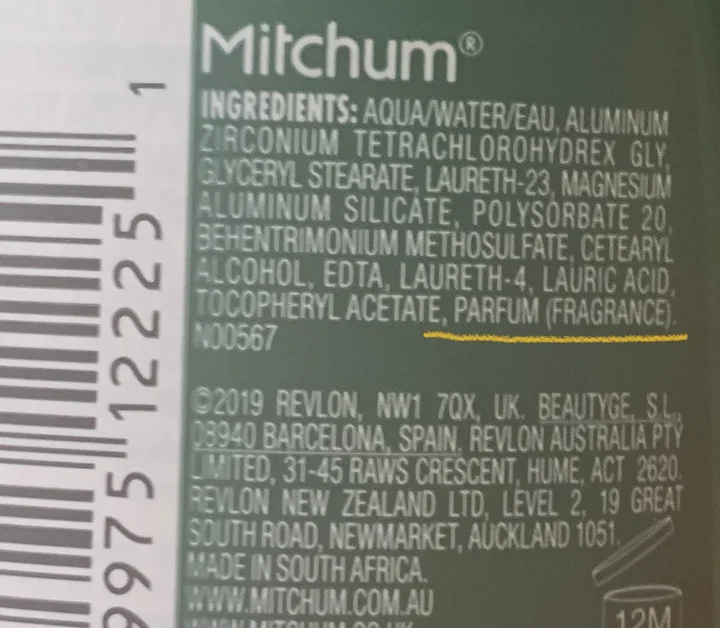 Mitchum®
INGREDIENTS: AQUA/WATER/EAU, ALUMINUM
ZIRCONIUM TETRACHLOROHYDREX GLY,
GLYCERYL STEARATE, LAURETH-23, MAGNESIUM
ALUMINUM SILICATE, POLYSORBATE 20,
BEHENTRIMONIUM METHOSULFATE, CETEARYL
ALCOHOL, EDTA, LAURETH-4, LAURIC ACID,
TOCOPHERYL ACETATE, PARFUM (FRAGRANCE).
N00567
©2019 REVLON, NW1 7QX, UK. BEAUTYGE, S.L.,
08940 BARCELONA, SPAIN. REVLON AUSTRALIA PTY
LIMITED, 31-45 RAWS CRESCENT, HUME, ACT 2620.
REVLON NEW ZEALAND LTD, LEVEL 2, 19 GREAT
SOUTH ROAD, NEWMARKET, AUCKLAND 1051.
MADE IN SOUTH AFRICA.
WWW.MITCHUM.COM.AU
12M
9975 12225 1